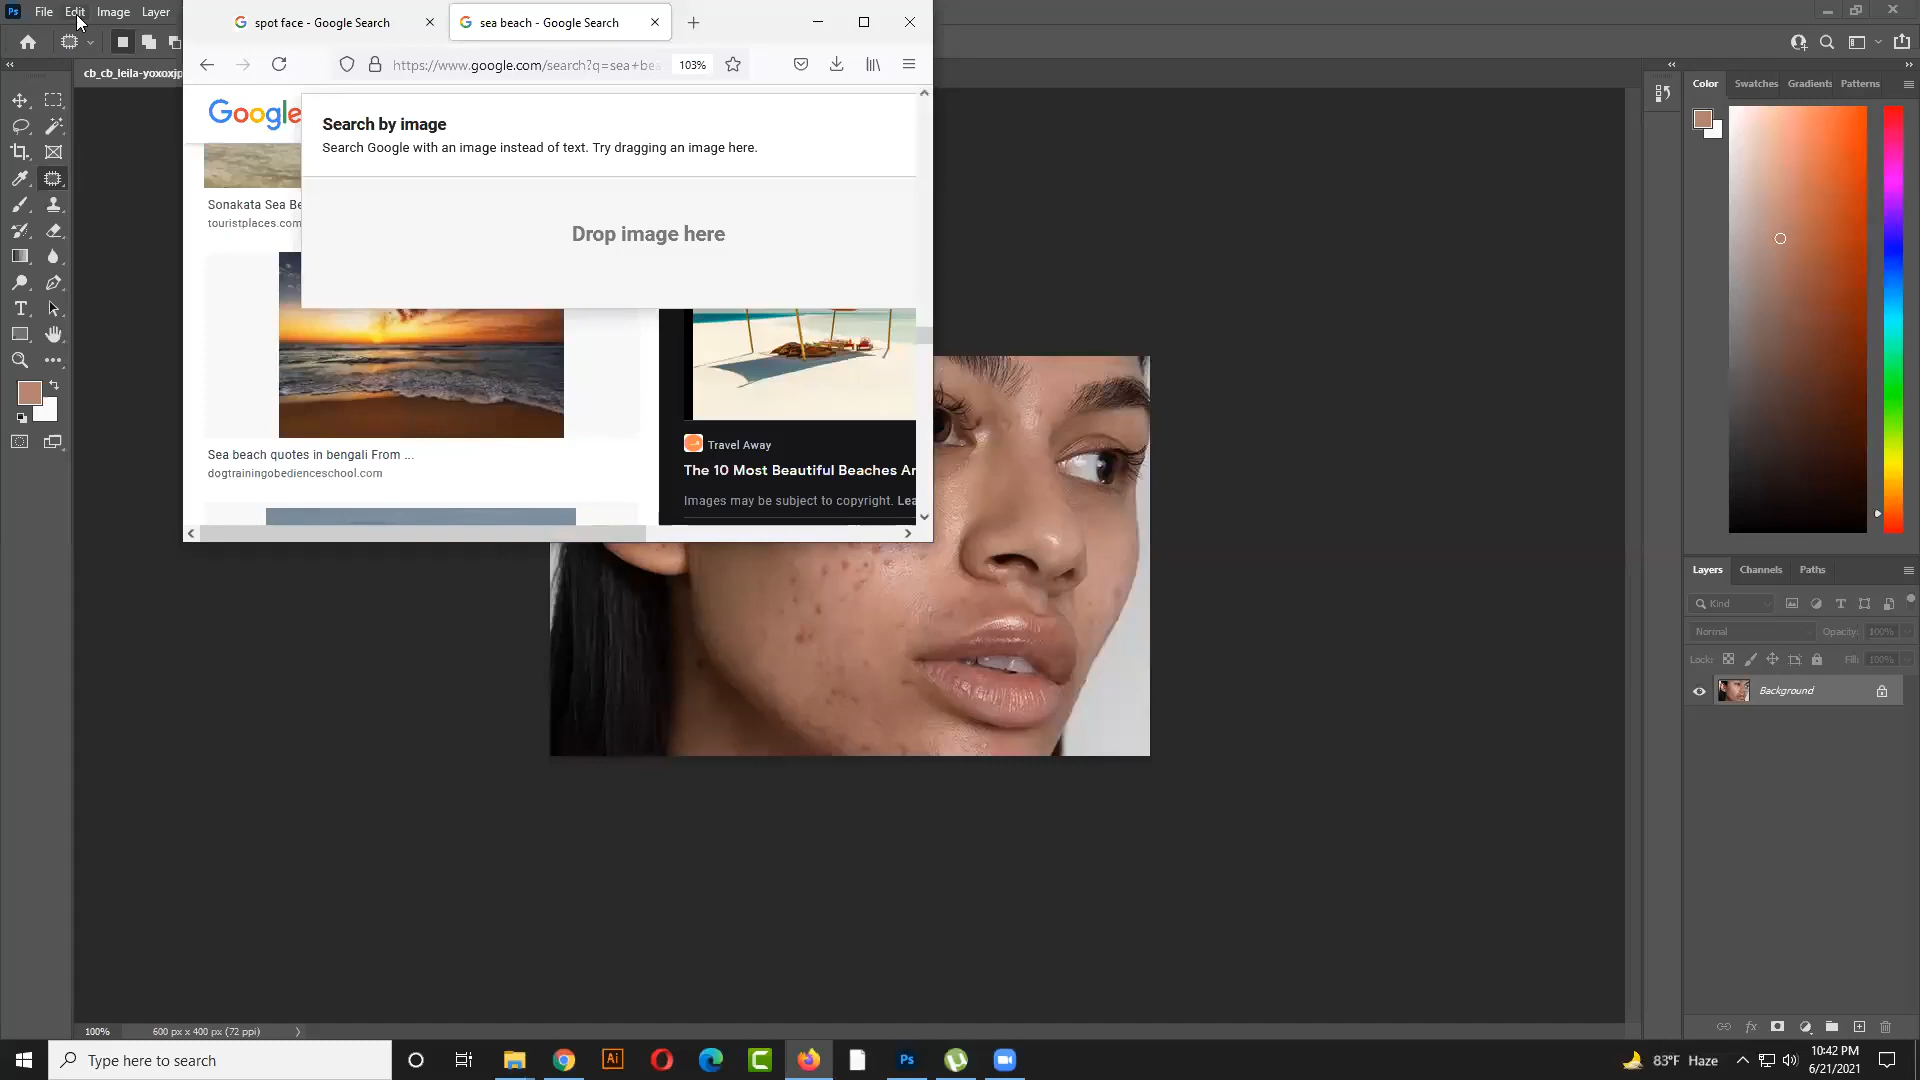 Ps File Edit Image Layer
spot face - Google Search
sea beach - Google Search
cb_cb_leila-yoxoxjp
https://www.google.com/search?q=sea+bea
103%
Google
Search by image
Search Google with an image instead of text. Try dragging an image here.
Drop image here
Sonakata Sea Be
touristplaces.com
Sea beach quotes in bengali From ...
dogtrainingobedienceschool.com
Travel Away
The 10 Most Beautiful Beaches Ar
Images may be subject to copyright. Lea
Color Swatches Gradients Patterns
Layers Channels Paths
Kind
Normal Opacity: 100%
Lock: Fill: 100%
Background
100% 600 px x 400 px (72 ppi)
Type here to search
Ai
Ps
83°F Haze
10:42 PM
6/21/2021